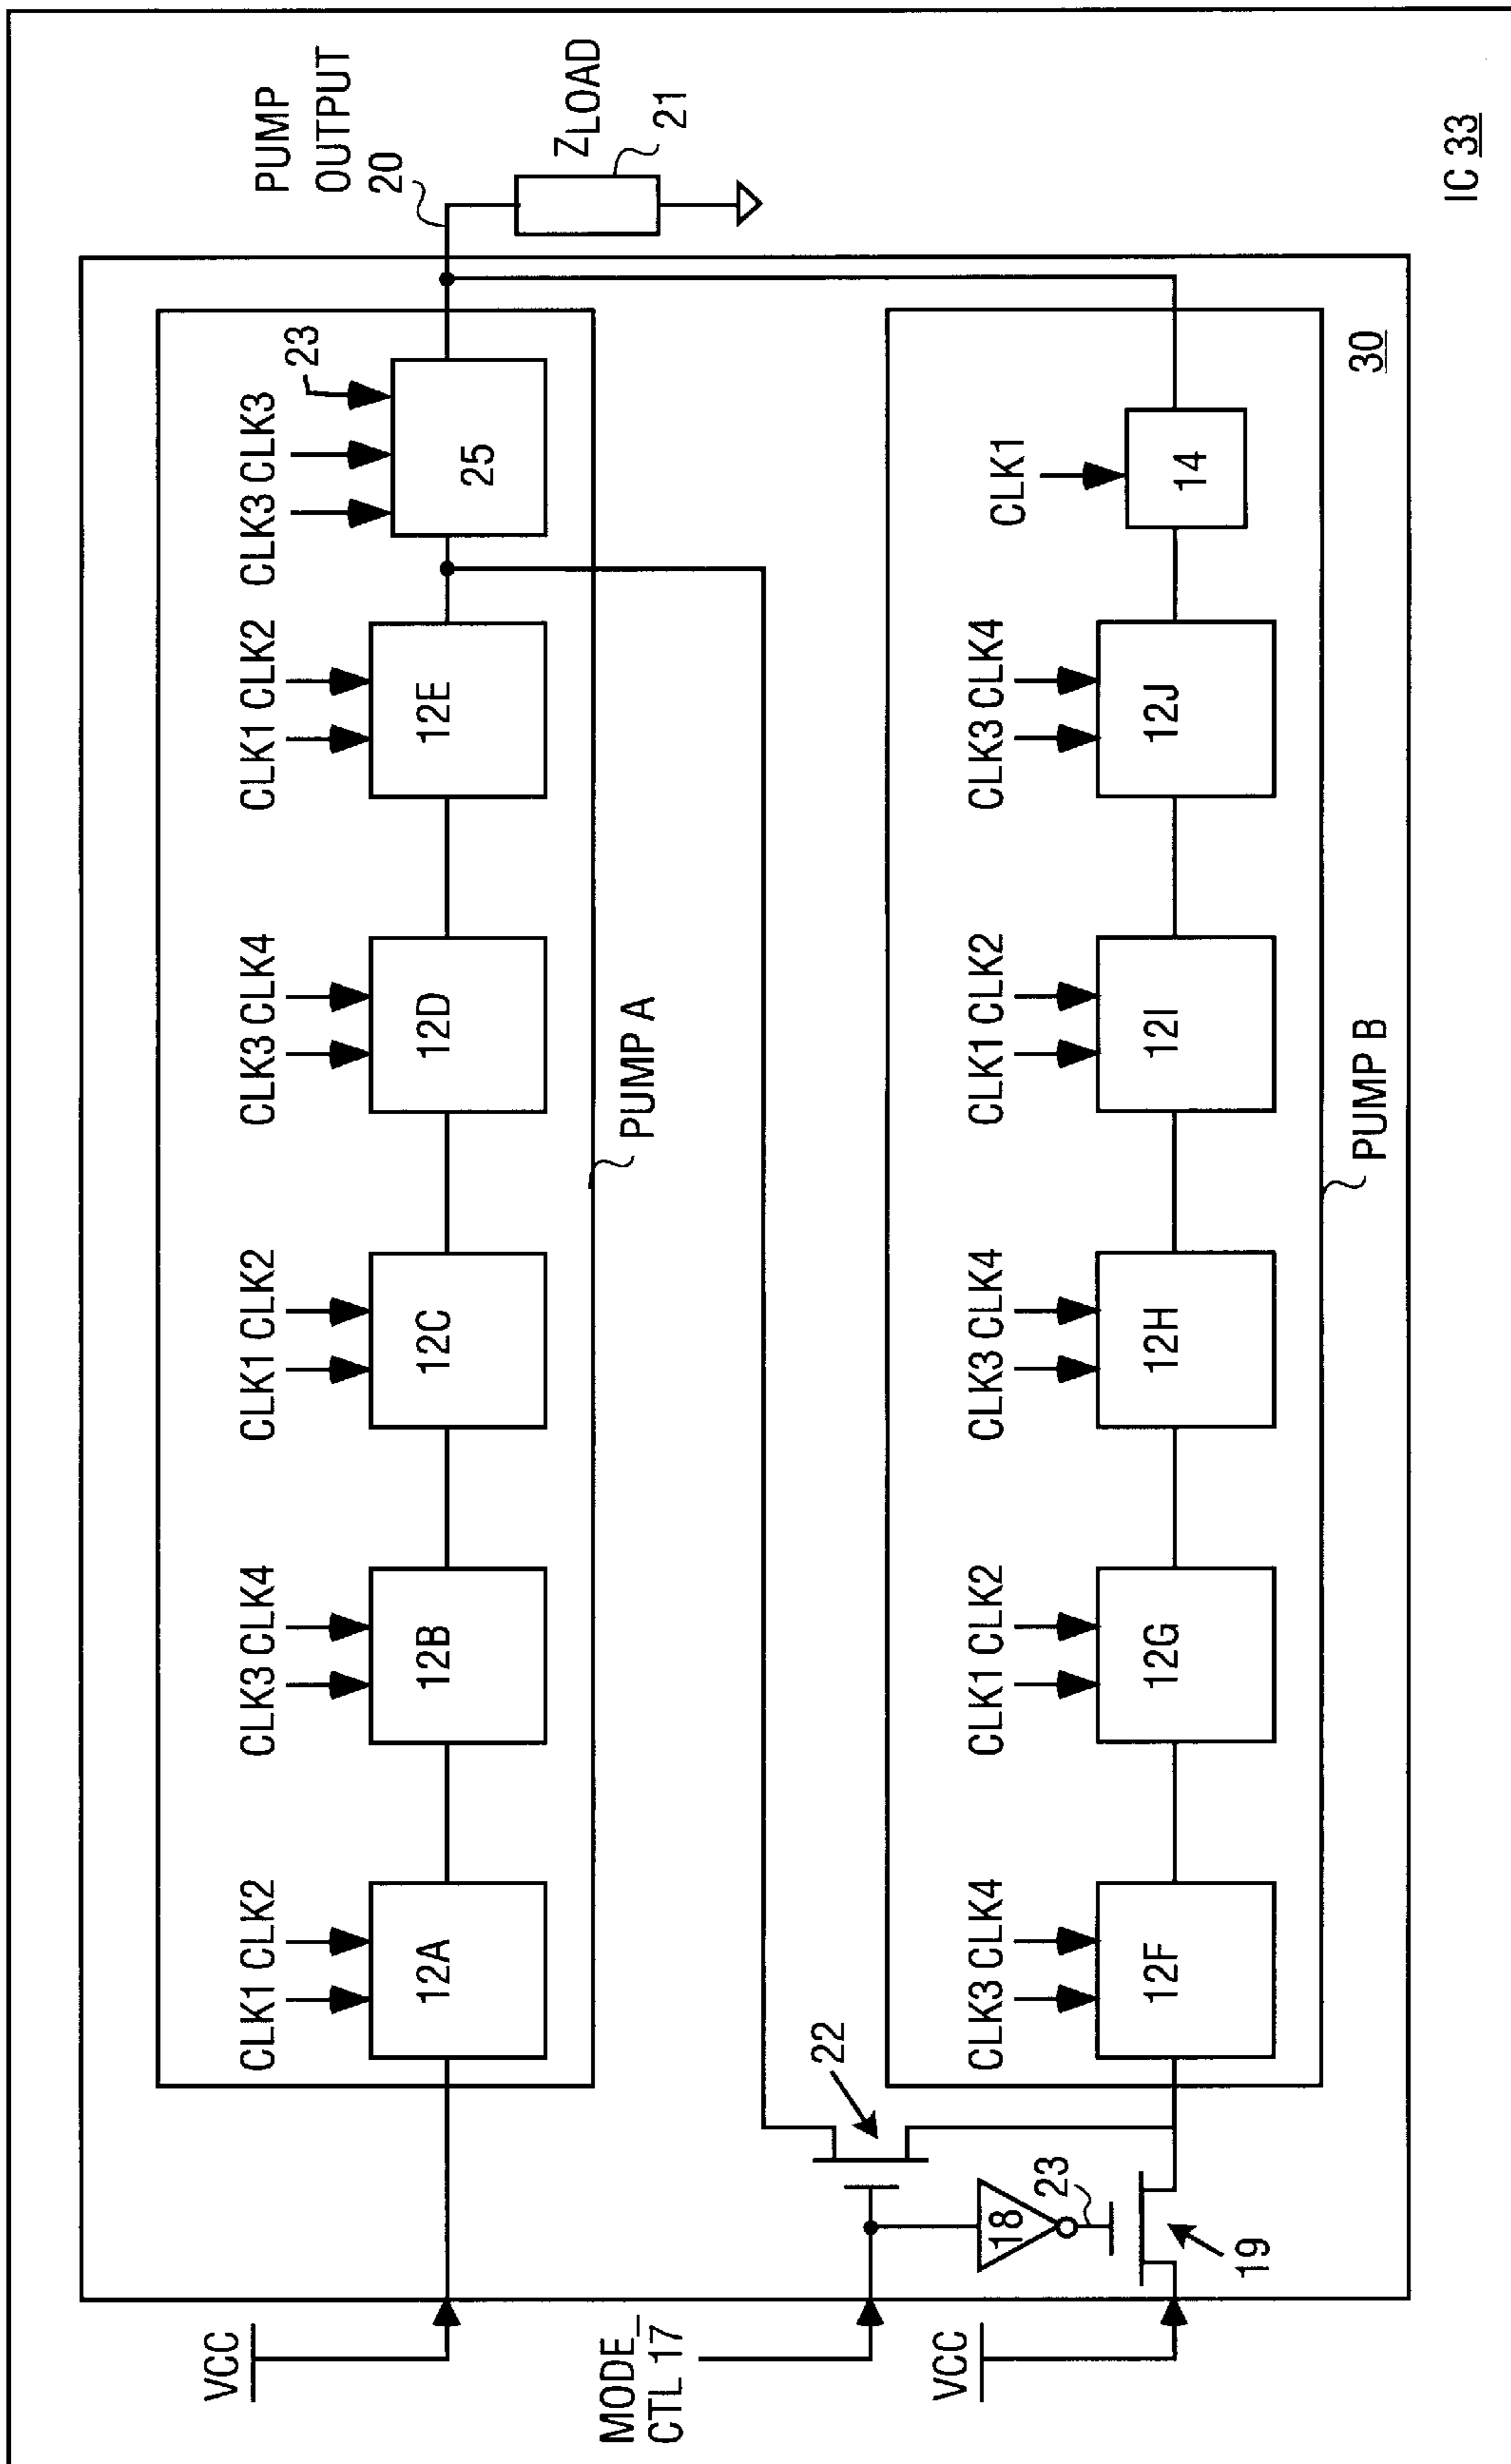 PUMP
OUTPUT
20
Z_LOAD
21
IC 33
CLK1 CLK2
CLK3 CLK4
CLK1 CLK2
CLK3 CLK4
CLK1 CLK2
CLK3 CLK3
23
12A
12B
12C
12D
12E
25
PUMP A
VCC
MODE_
CTL 17
VCC
22
18
23
19
CLK3 CLK4
CLK1 CLK2
CLK3 CLK4
CLK1 CLK2
CLK3 CLK4
CLK1
12F
12G
12H
12I
12J
14
PUMP B
30